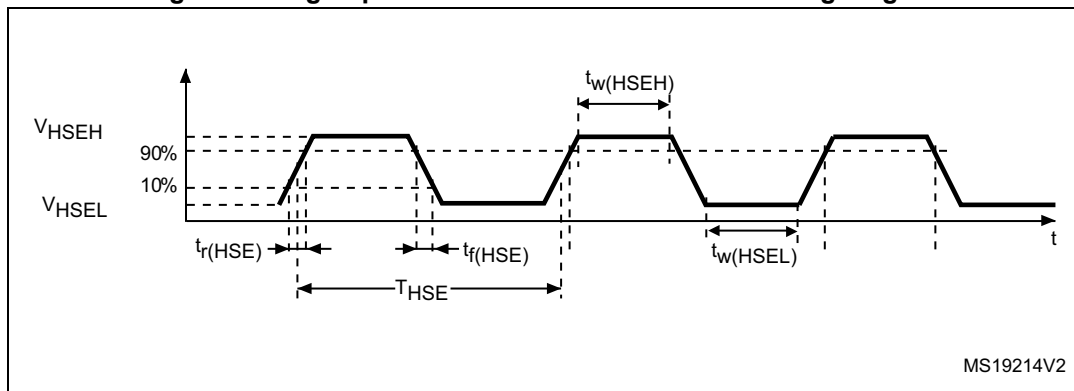 V_HSEH
90%
10%
V_HSEL
t_w(HSEH)
t_r(HSE)
t_f(HSE)
t_w(HSEL)
t
T_HSE
MS19214V2